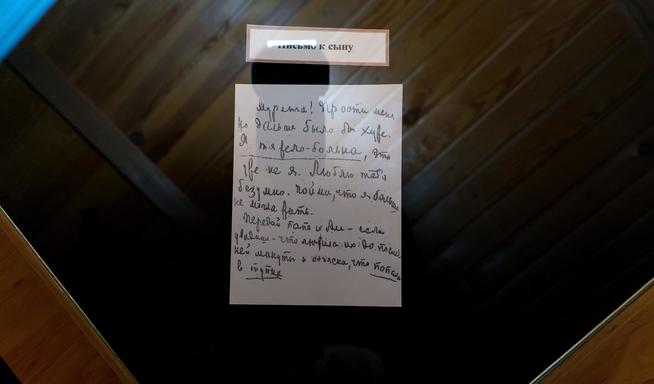 Письмо к сыну
Мурлыга! Прости меня
но дальше было бы хуже.
Я тяжело-больна, это
уже не я. Люблю тебя
безумно. Пойми, что я больше
не могла жить.
Передай папе и Але - если
увидишь - что любила их до послед
ней минуты и объясни, что попала
в тупик